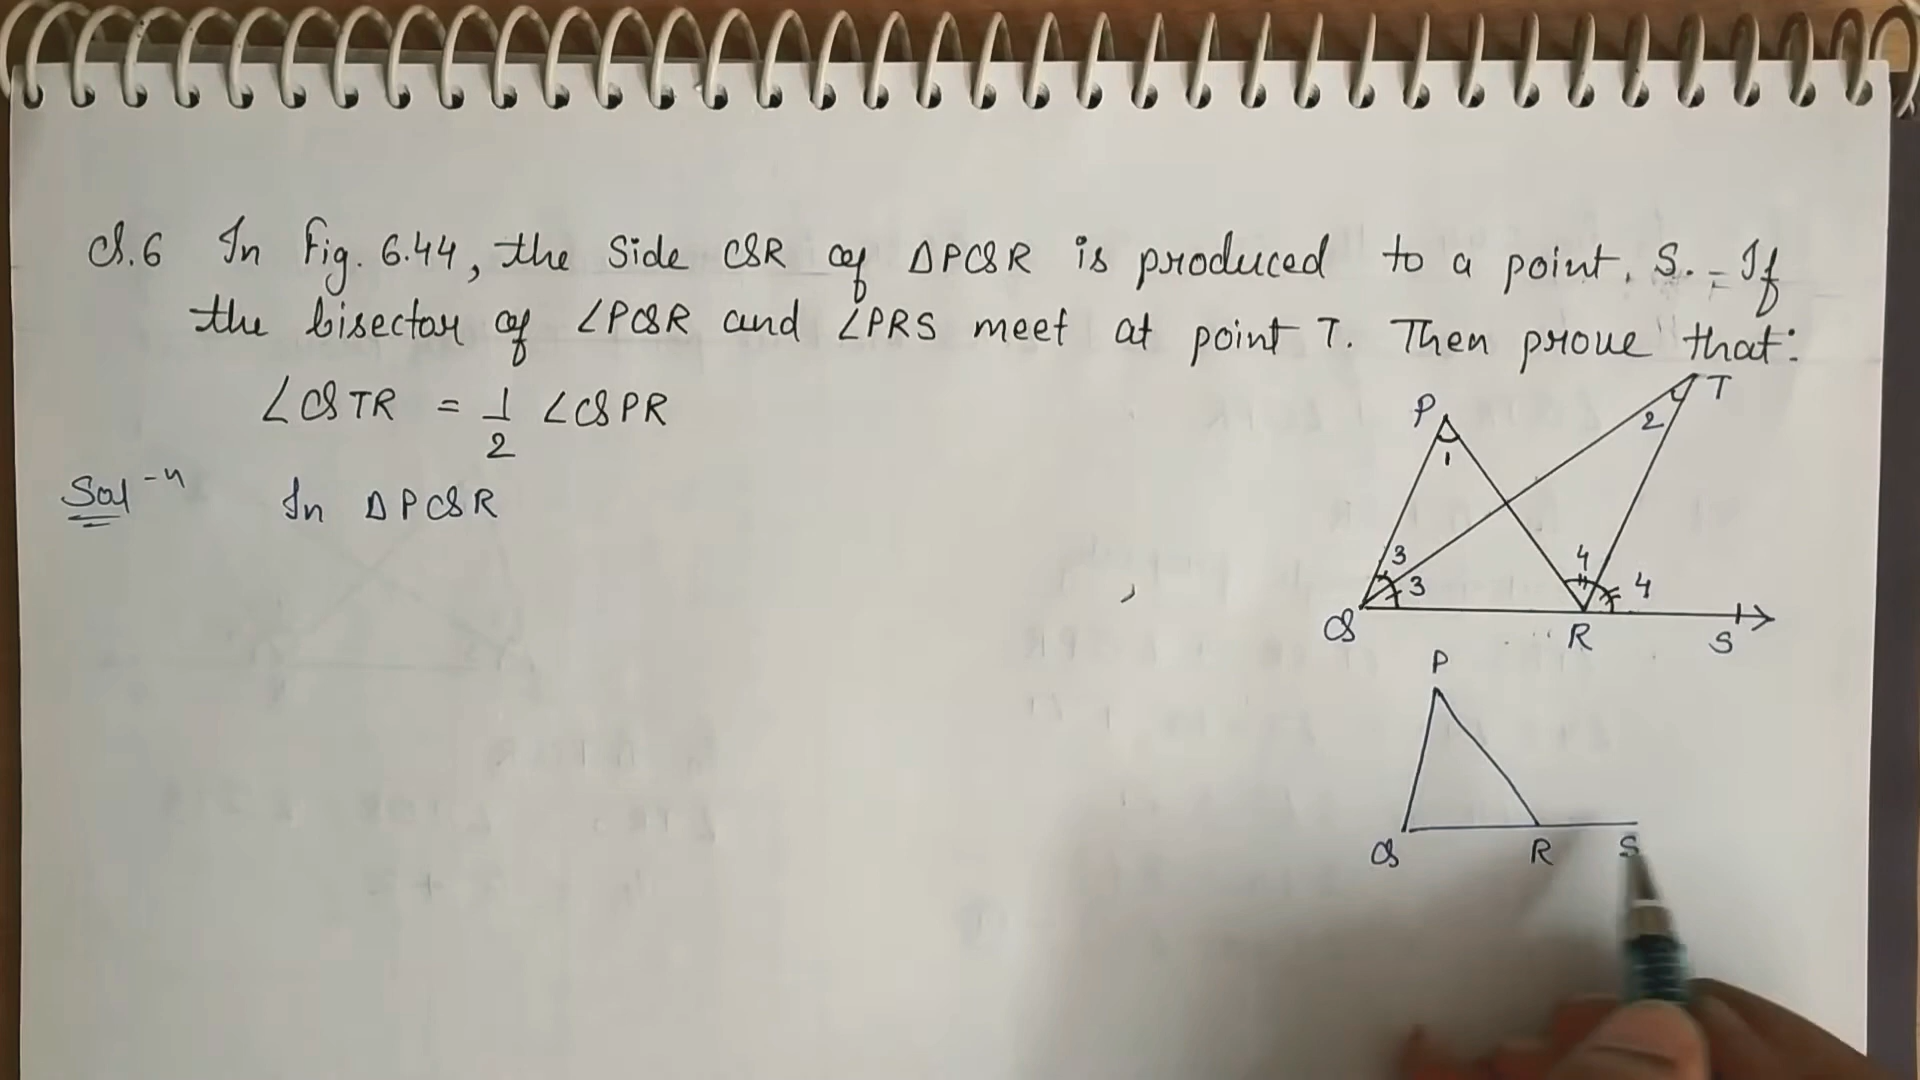 Q.6 In Fig. 6.44, the Side QR of ΔPQR is produced to a point. S. If
the bisector of ∠PQR and ∠PRS meet at point T. Then prove that:
∠QTR = 1/2 ∠QPR
Sol-n In ΔPQR
P
T
1
2
3
3
4
4
Q
R
S
P
Q
R
S